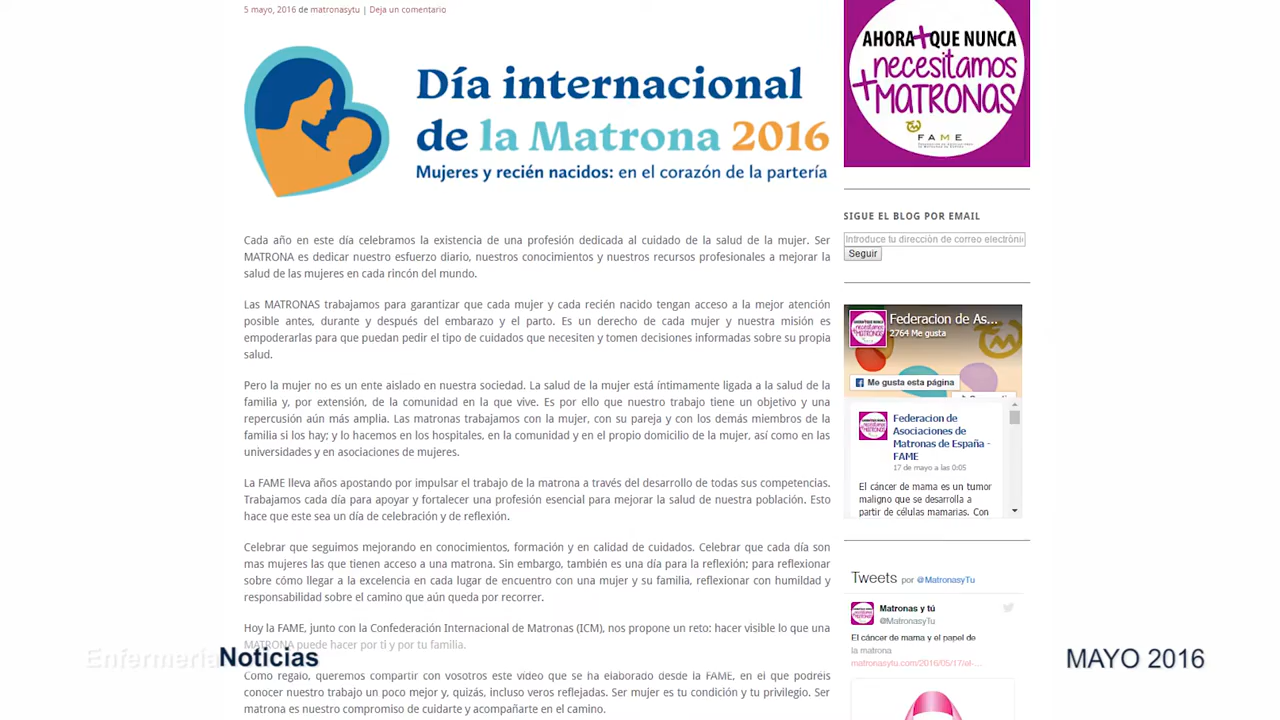 5 mayo, 2016 de matronasytu | Deja un comentario
Día internacional
de la Matrona 2016
Mujeres y recién nacidos: en el corazón de la partería
Cada año en este día celebramos la existencia de una profesión dedicada al cuidado de la salud de la mujer. Ser
MATRONA es dedicar nuestro esfuerzo diario, nuestros conocimientos y nuestros recursos profesionales a mejorar la
salud de las mujeres en cada rincón del mundo.
Las MATRONAS trabajamos para garantizar que cada mujer y cada recién nacido tengan acceso a la mejor atención
posible antes, durante y después del embarazo y el parto. Es un derecho de cada mujer y nuestra misión es
empoderarlas para que puedan pedir el tipo de cuidados que necesiten y tomen decisiones informadas sobre su propia
salud.
Pero la mujer no es un ente aislado en nuestra sociedad. La salud de la mujer está íntimamente ligada a la salud de la
familia y, por extensión, de la comunidad en la que vive. Es por ello que nuestro trabajo tiene un objetivo y una
repercusión aún más amplia. Las matronas trabajamos con la mujer, con su pareja y con los demás miembros de la
familia si los hay; y lo hacemos en los hospitales, en la comunidad y en el propio domicilio de la mujer, así como en las
universidades y en asociaciones de mujeres.
La FAME lleva años apostando por impulsar el trabajo de la matrona a través del desarrollo de todas sus competencias.
Trabajamos cada día para apoyar y fortalecer una profesión esencial para mejorar la salud de nuestra población. Esto
hace que este sea un día de celebración y de reflexión.
Celebrar que seguimos mejorando en conocimientos, formación y en calidad de cuidados. Celebrar que cada día son
mas mujeres las que tienen acceso a una matrona. Sin embargo, también es una día para la reflexión; para reflexionar
sobre cómo llegar a la excelencia en cada lugar de encuentro con una mujer y su familia, reflexionar con humildad y
responsabilidad sobre el camino que aún queda por recorrer.
Hoy la FAME, junto con la Confederación Internacional de Matronas (ICM), nos propone un reto: hacer visible lo que una
MATRONA puede hacer por ti y por tu familia.
Como regalo, queremos compartir con vosotros este vídeo que se ha elaborado desde la FAME, en el que podréis
conocer nuestro trabajo un poco mejor y, quizás, incluso veros reflejadas. Ser mujer es tu condición y tu privilegio. Ser
matrona es nuestro compromiso de cuidarte y acompañarte en el camino.
AHORA+QUE NUNCA
necesitamos
+MATRONAS
FAME
SIGUE EL BLOG POR EMAIL
Introduce tu dirección de correo electróni
Seguir
Federacion de As...
2764 Me gusta
Me gusta esta página
Federacion de
Asociaciones de
Matronas de España -
FAME
17 de mayo a las 0:05
El cáncer de mama es un tumor
maligno que se desarrolla a
partir de células mamarias. Con
Tweets por @MatronasyTu
Matronas y tú
@MatronasyTu
El cáncer de mama y el papel de
la matrona
matronasytu.com/2016/05/17/el-...
Enfermería Noticias
MAYO 2016